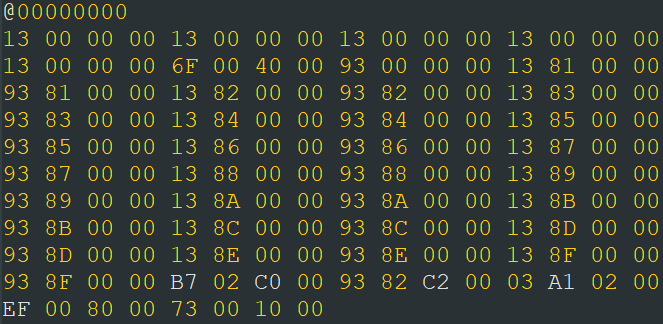 @00000000
13 00 00 00 13 00 00 00 13 00 00 00 13 00 00 00
13 00 00 00 6F 00 40 00 93 00 00 00 13 81 00 00
93 81 00 00 13 82 00 00 93 82 00 00 13 83 00 00
93 83 00 00 13 84 00 00 93 84 00 00 13 85 00 00
93 85 00 00 13 86 00 00 93 86 00 00 13 87 00 00
93 87 00 00 13 88 00 00 93 88 00 00 13 89 00 00
93 89 00 00 13 8A 00 00 93 8A 00 00 13 8B 00 00
93 8B 00 00 13 8C 00 00 93 8C 00 00 13 8D 00 00
93 8D 00 00 13 8E 00 00 93 8E 00 00 13 8F 00 00
93 8F 00 00 B7 02 C0 00 93 82 C2 00 03 A1 02 00
EF 00 80 00 73 00 10 00